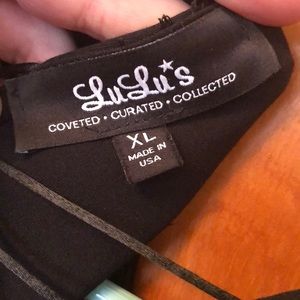 LuLu*s
COVETED • CURATED • COLLECTED
XL
MADE IN
USA